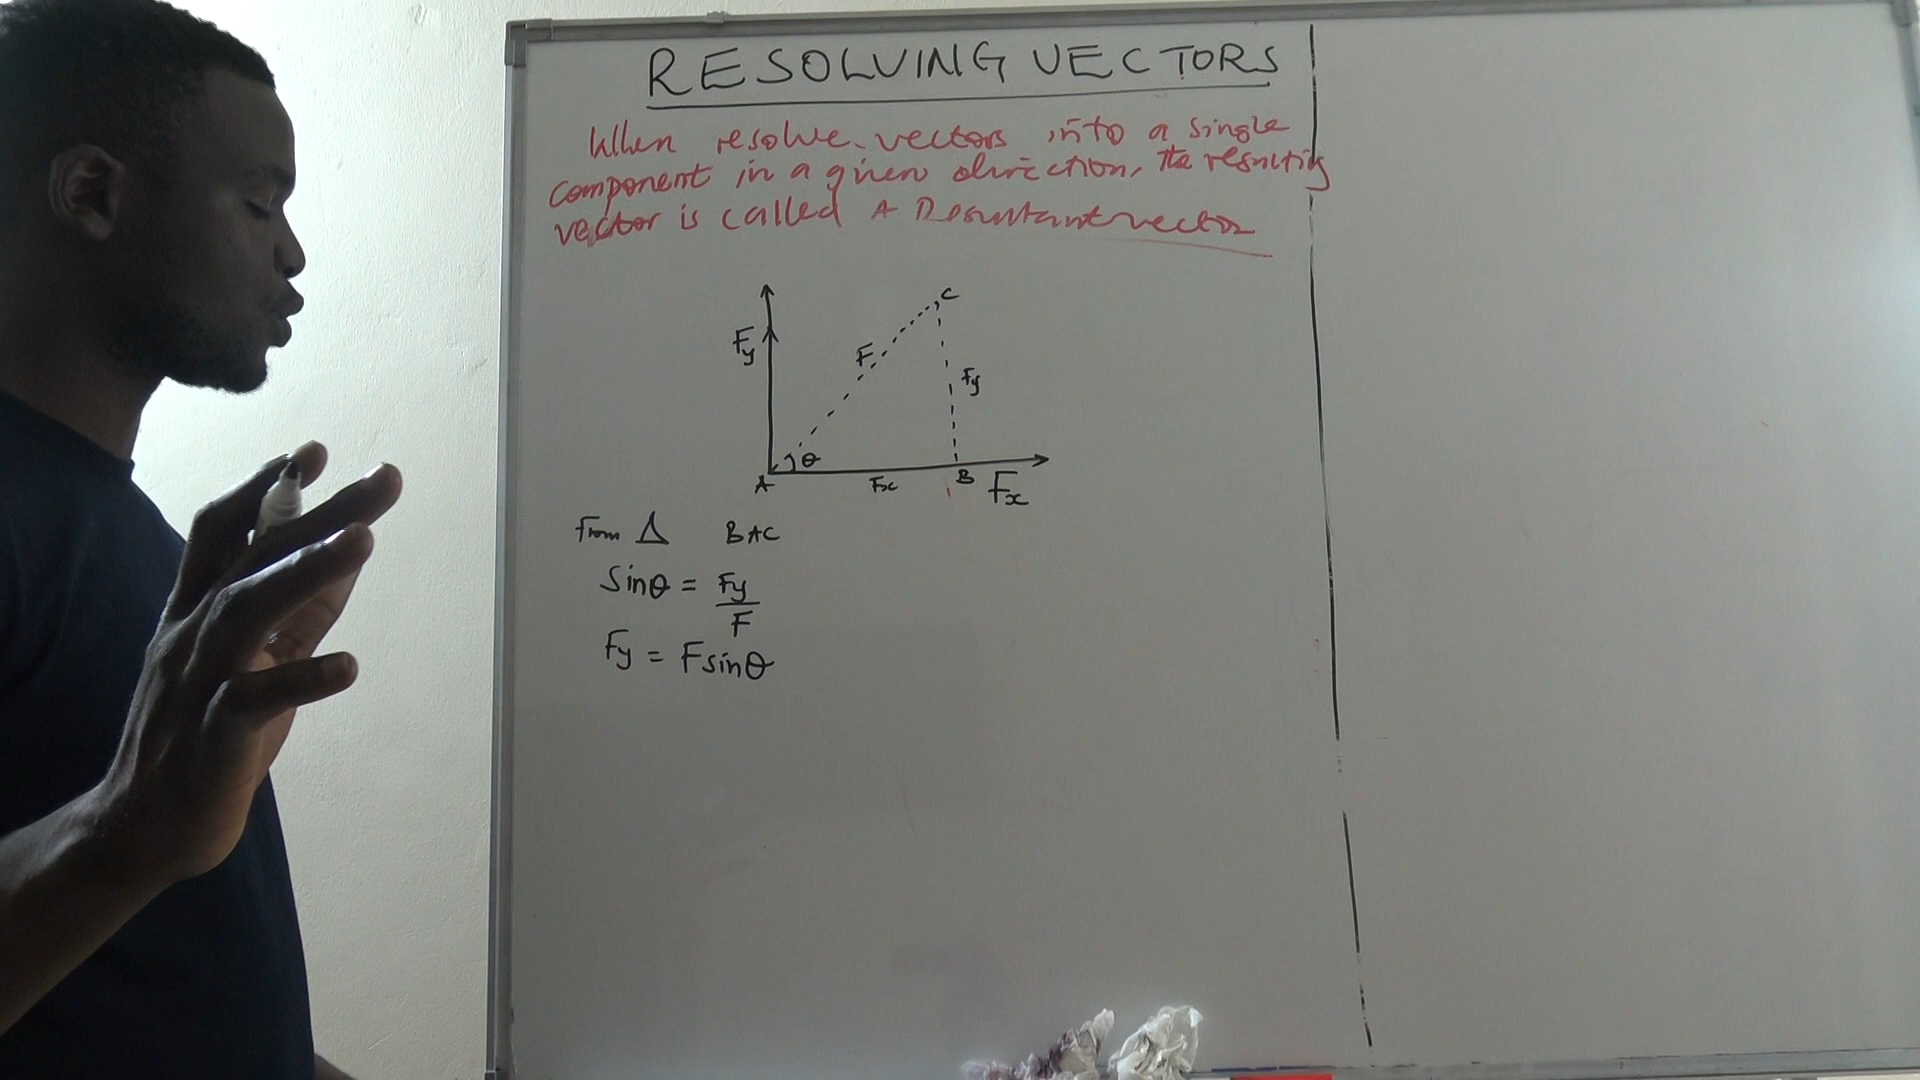 RESOLVING VECTORS
When resolve vectors into a single
component in a given direction, the resulting
vector is called A Resultant vector
C
Fy
F
Fy
θ
A
Fx
B
Fx
From Δ BAC
Sinθ = Fy
F
Fy = Fsinθ